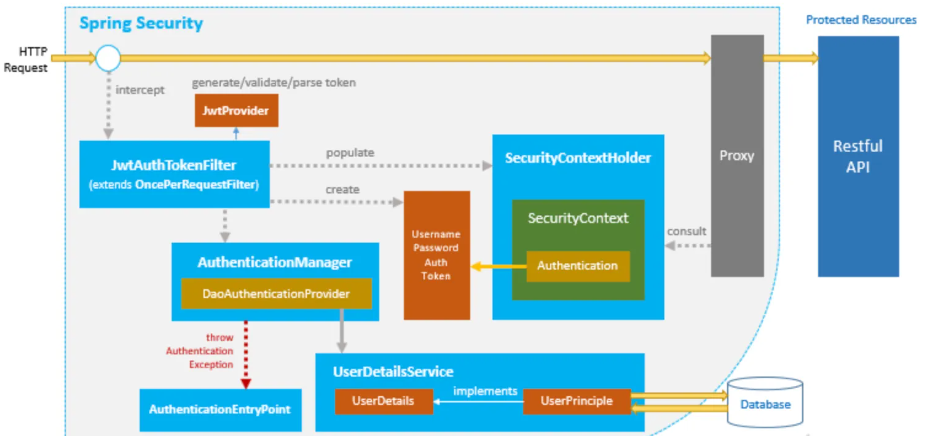 Spring Security
Protected Resources
HTTP
Request
intercept
generate/validate/parse token
JwtProvider
JwtAuthTokenFilter
(extends OncePerRequestFilter)
populate
create
SecurityContextHolder
SecurityContext
Authentication
Username
Password
Auth
Token
Proxy
consult
Restful
API
AuthenticationManager
DaoAuthenticationProvider
throw
Authentication
Exception
AuthenticationEntryPoint
UserDetailsService
UserDetails
implements
UserPrinciple
Database